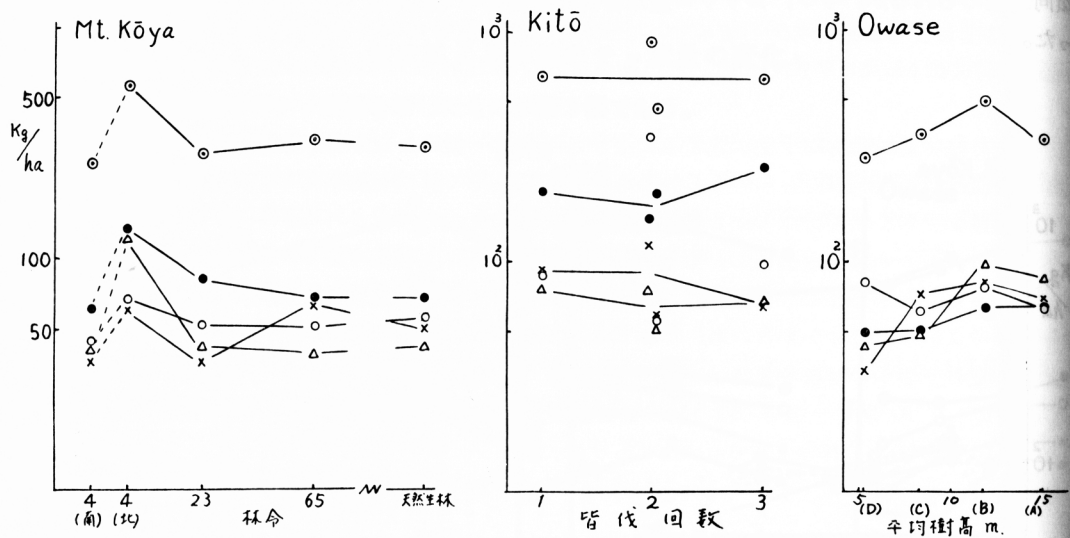 Mt. Kōya
500
Kg/ha
100
50
4 4 23 65 天然生林
(南) (北) 林令
Kitō
10³
10²
1 2 3
皆伐回数
Owase
10³
10²
5 10 15
(D) (C) (B) (A)
平均樹高 m.